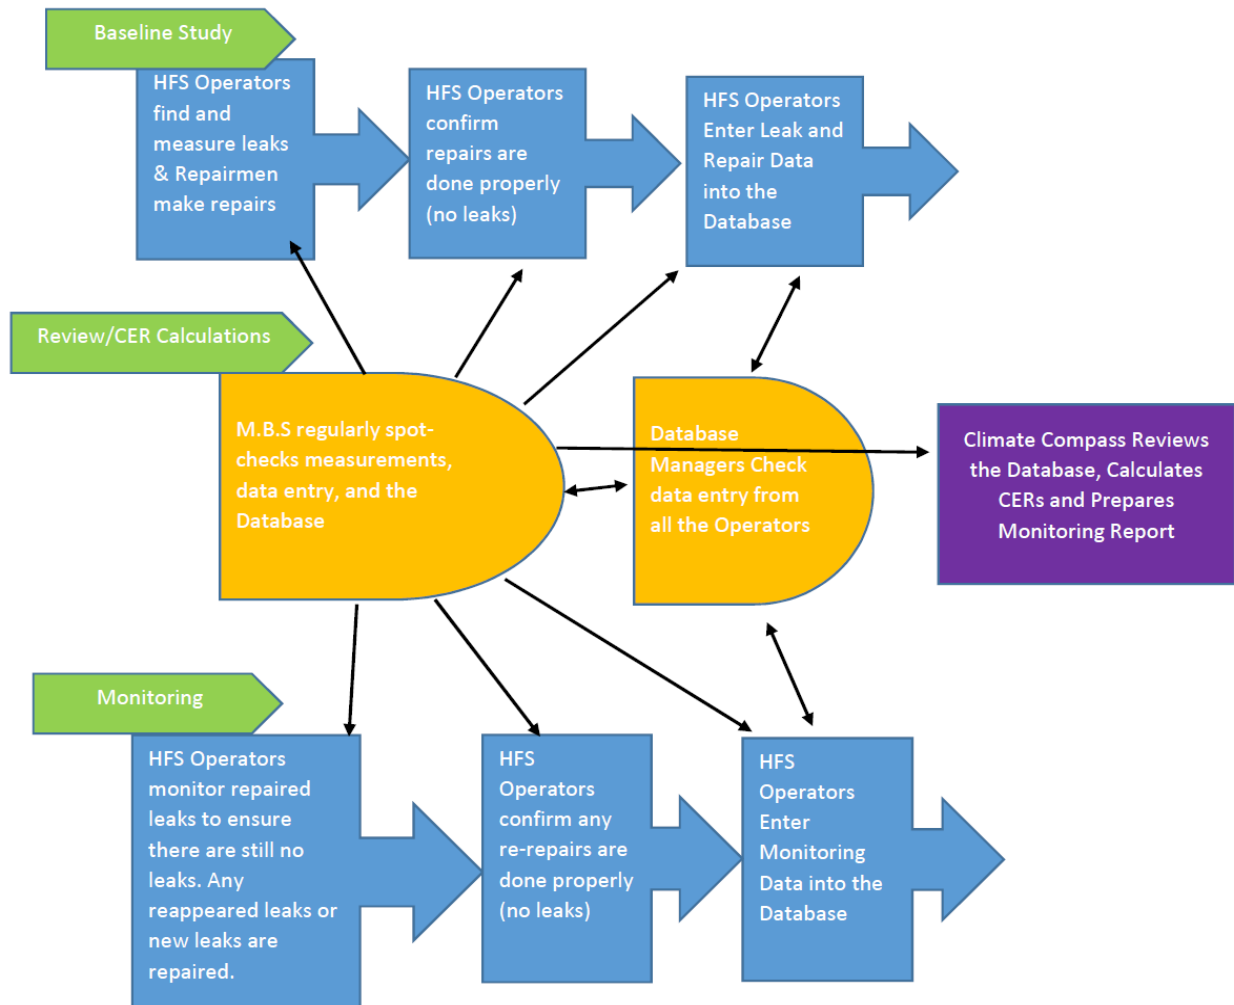 Baseline Study
HFS Operators
find and
measure leaks
& Repairmen
make repairs
HFS Operators
confirm
repairs are
done properly
(no leaks)
HFS Operators
Enter Leak and
Repair Data
into the
Database
Review/CER Calculations
M.B.S regularly spot-
checks measurements,
data entry, and the
Database
Database
Managers Check
data entry from
all the Operators
Climate Compass Reviews
the Database, Calculates
CERs and Prepares
Monitoring Report
Monitoring
HFS Operators
monitor repaired
leaks to ensure
there are still no
leaks. Any
reappeared leaks or
new leaks are
repaired.
HFS
Operators
confirm any
re-repairs are
done properly
(no leaks)
HFS
Operators
Enter
Monitoring
Data into the
Database